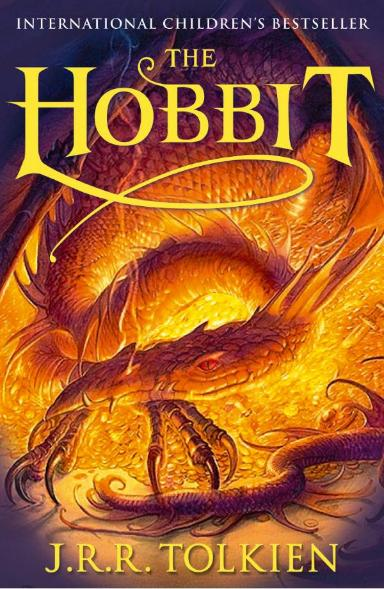 INTERNATIONAL CHILDREN'S BESTSELLER
THE
HOBBIT
J.R.R. TOLKIEN